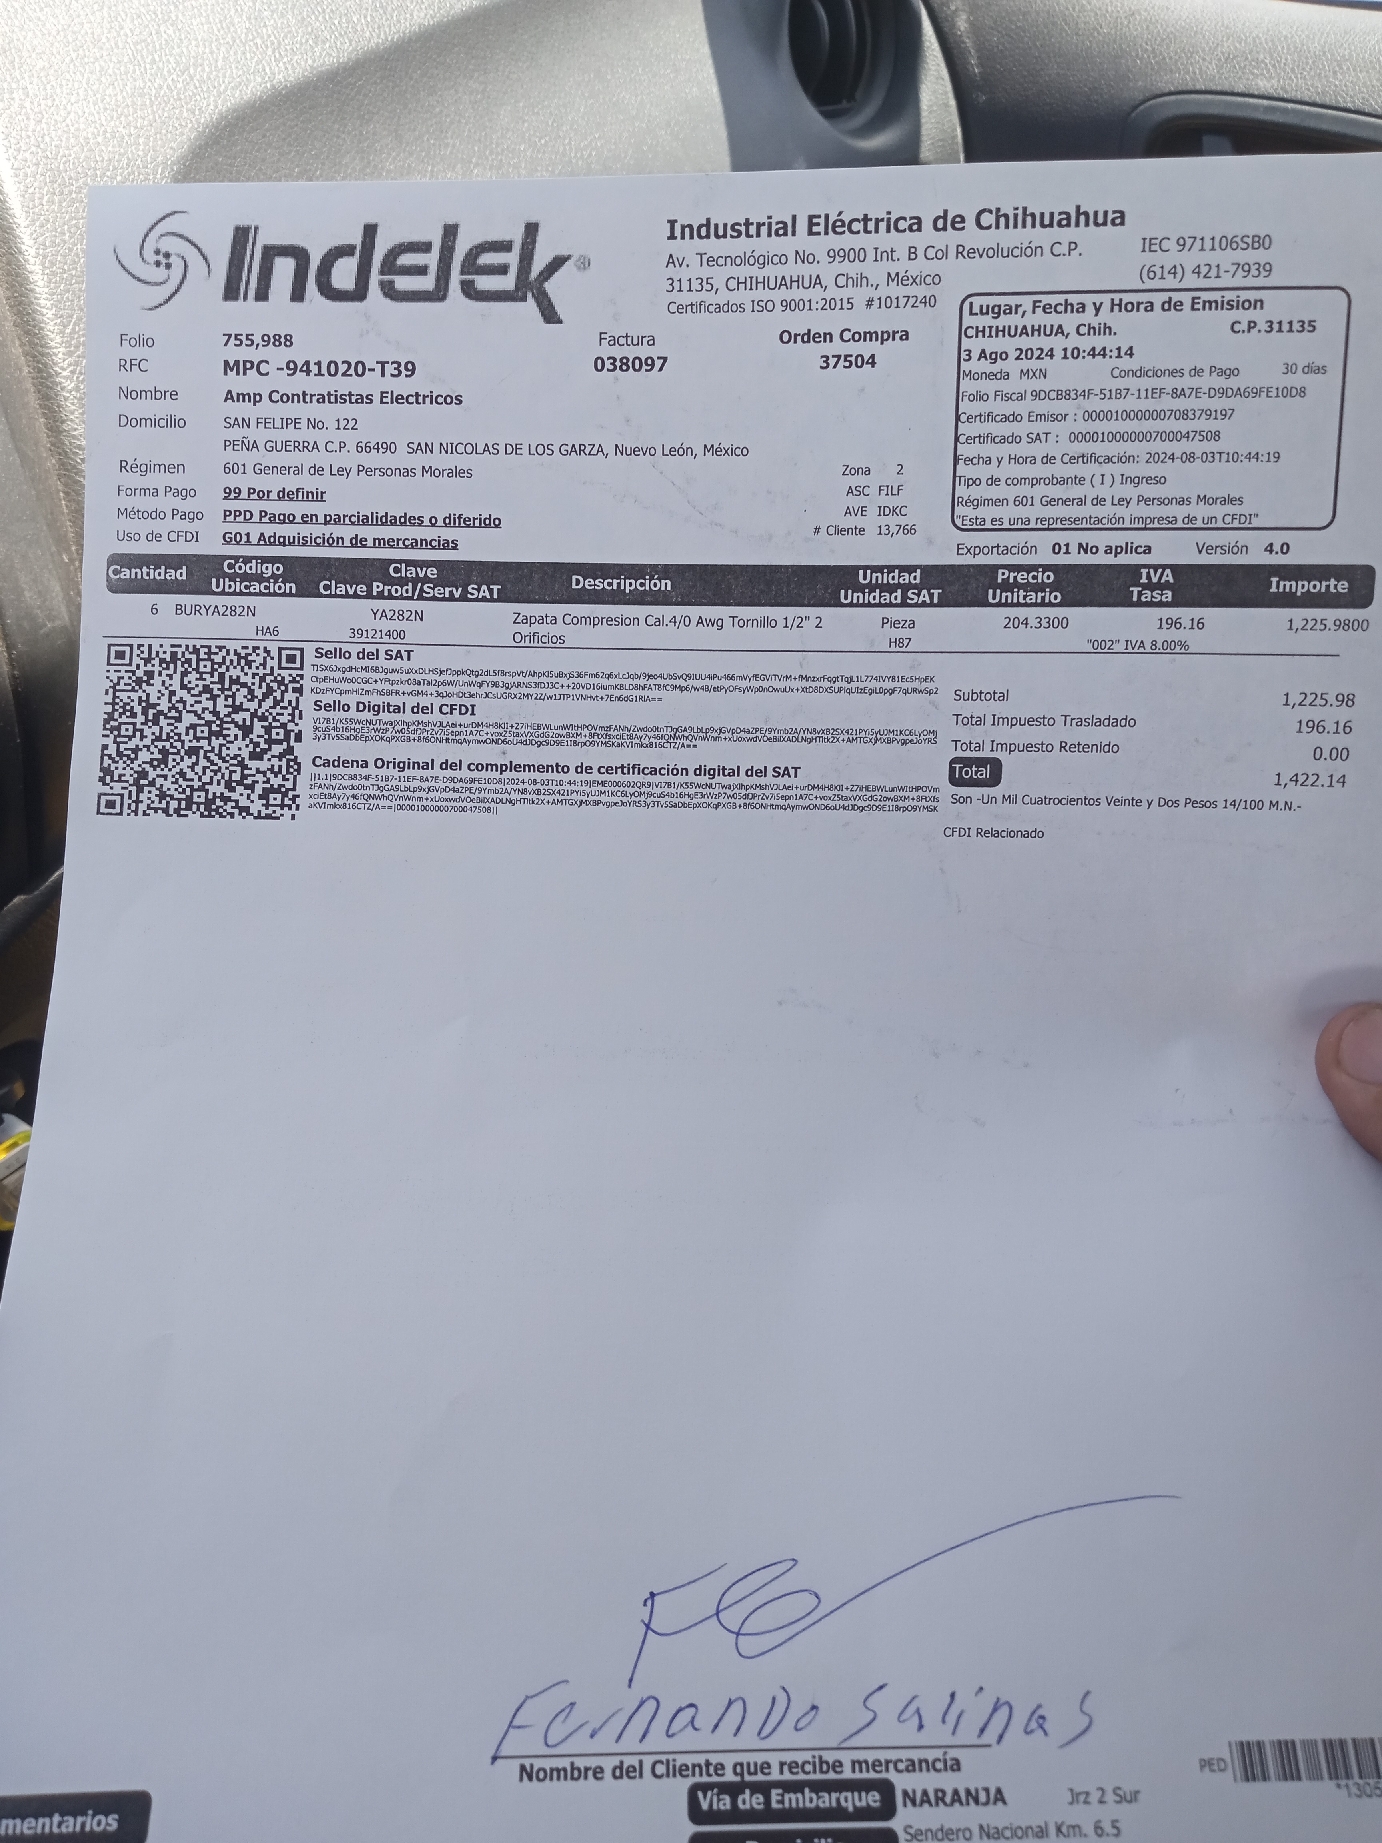 Indelek
Industrial Eléctrica de Chihuahua
Av. Tecnológico No. 9900 Int. B Col Revolución C.P.
31135, CHIHUAHUA, Chih., México
Certificados ISO 9001:2015 #1017240
IEC 971106SB0
(614) 421-7939
Folio 755,988 Factura Orden Compra
RFC MPC -941020-T39 038097 37504
Nombre Amp Contratistas Electricos
Domicilio SAN FELIPE No. 122
PEÑA GUERRA C.P. 66490 SAN NICOLAS DE LOS GARZA, Nuevo León, México
Régimen 601 General de Ley Personas Morales
Forma Pago 99 Por definir
Método Pago PPD Pago en parcialidades o diferido
Uso de CFDI G01 Adquisición de mercancias
Zona 2
ASC FILF
AVE IDKC
# Cliente 13,766
Lugar, Fecha y Hora de Emision
CHIHUAHUA, Chih. C.P.31135
3 Ago 2024 10:44:14
Moneda MXN Condiciones de Pago 30 días
Folio Fiscal 9DCB834F-51B7-11EF-8A7E-D9DA69FE10D8
Certificado Emisor : 00001000000708379197
Certificado SAT : 00001000000700047508
Fecha y Hora de Certificación: 2024-08-03T10:44:19
Tipo de comprobante ( I ) Ingreso
Régimen 601 General de Ley Personas Morales
"Esta es una representación impresa de un CFDI"
Exportación 01 No aplica Versión 4.0
Cantidad Código Clave Descripción Unidad Precio IVA Importe
Ubicación Clave Prod/Serv SAT Unidad SAT Unitario Tasa
6 BURYA282N YA282N Zapata Compresion Cal.4/0 Awg Tornillo 1/2" 2 Pieza 204.3300 196.16 1,225.9800
HA6 39121400 Orificios H87 "002" IVA 8.00%
Sello del SAT
Sello Digital del CFDI
Cadena Original del complemento de certificación digital del SAT
Subtotal 1,225.98
Total Impuesto Trasladado 196.16
Total Impuesto Retenido 0.00
Total 1,422.14
Son -Un Mil Cuatrocientos Veinte y Dos Pesos 14/100 M.N.-
CFDI Relacionado
Fernando Salinas
Nombre del Cliente que recibe mercancía
PED
Vía de Embarque NARANJA Jrz 2 Sur
mentarios
Sendero Nacional Km. 6.5